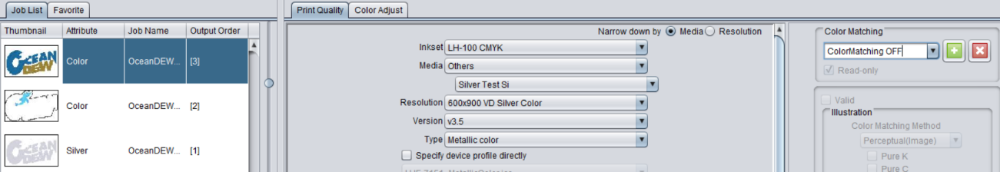 Job List Favorite
Thumbnail Attribute Job Name Output Order
OCEAN DEW Color OceanDEW... [3]
Color OceanDEW... [2]
OCEAN DEW Silver OceanDEW... [1]
Print Quality Color Adjust
Narrow down by Media Resolution
Inkset LH-100 CMYK
Media Others
Silver Test Si
Resolution 600x900 VD Silver Color
Version v3.5
Type Metallic color
Specify device profile directly
Color Matching
ColorMatching OFF
Read-only
Valid
Illustration
Color Matching Method
Perceptual(Image)
Pure K
Pure C